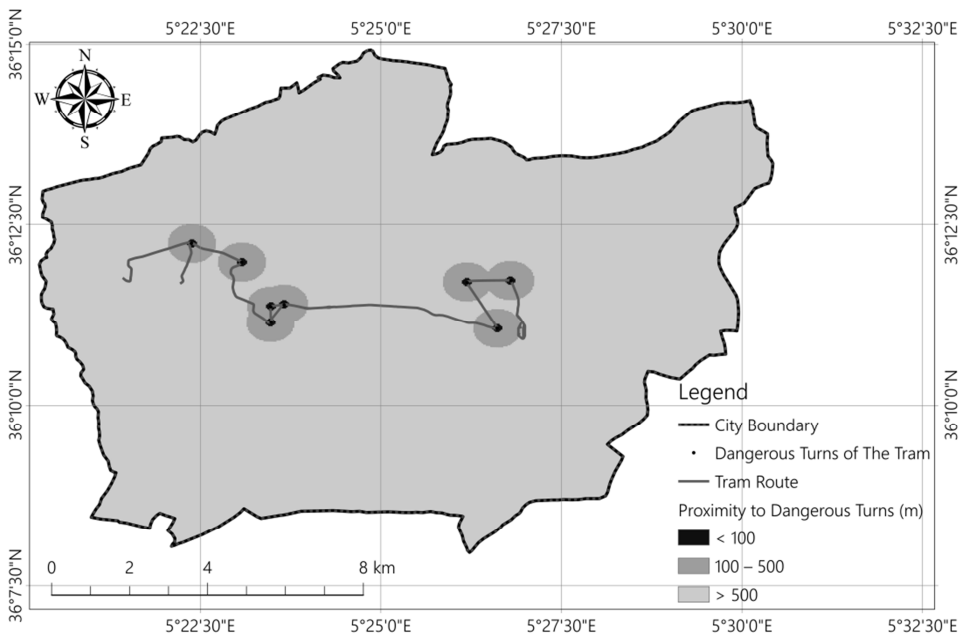 5°22'30"E 5°25'0"E 5°27'30"E 5°30'0"E 5°32'30"E
36°15'0"N
N
W E
S
36°12'30"N 36°12'30"N
36°10'0"N 36°10'0"N
Legend
City Boundary
Dangerous Turns of The Tram
Tram Route
Proximity to Dangerous Turns (m)
< 100
100 – 500
> 500
0 2 4 8 km
36°7'30"N
5°22'30"E 5°25'0"E 5°27'30"E 5°30'0"E 5°32'30"E